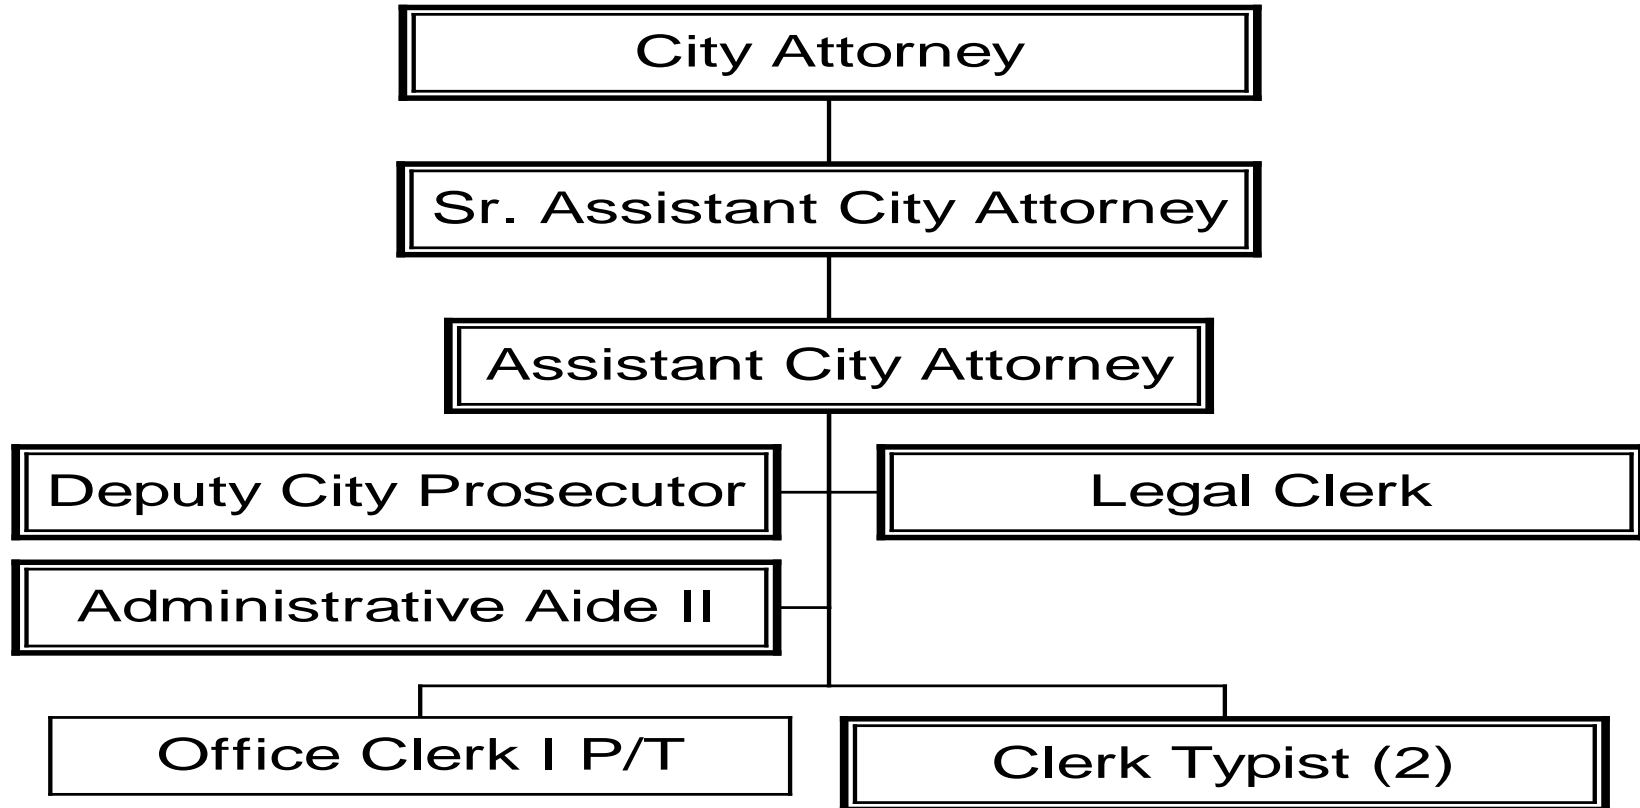 City Attorney
Sr. Assistant City Attorney
Assistant City Attorney
Deputy City Prosecutor
Legal Clerk
Administrative Aide II
Office Clerk I P/T
Clerk Typist (2)